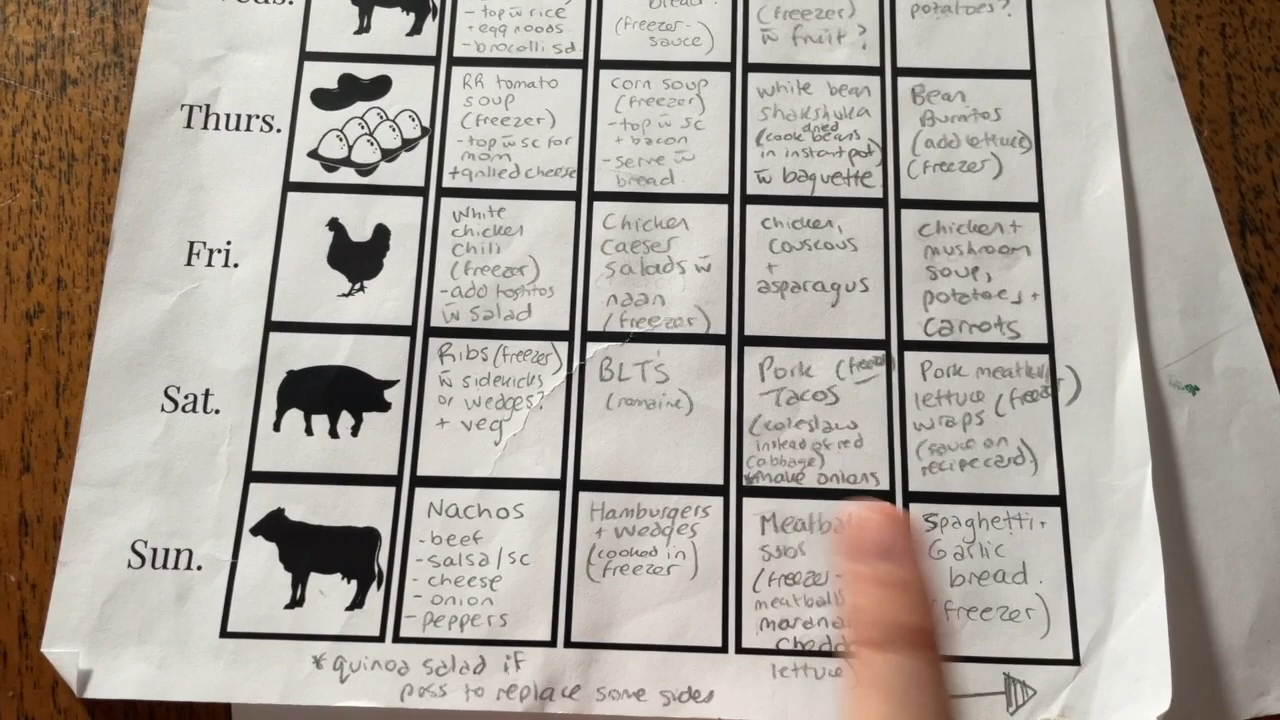 - top w̄ rice
+ egg noods
- brocolli sd
bread.
(freezer-
sauce)
(freezer)
w̄ fruit?
potatoes?
Thurs.
RR tomato
soup
(freezer)
- top w̄ sc for
mom
+ grilled cheese
corn soup
(freezer)
- top w̄ sc
+ bacon
- serve w̄
bread
white bean
shakshuka
dried
(cook beans
in instant pot)
w̄ baguette
Bean
Burritos
(add lettuce)
(freezer)
Fri.
White
chicken
chili
(freezer)
- add tostitos
w̄ salad
Chicken
caeser
salads w̄
naan
(freezer)
chicken,
couscous
+
asparagus
Chicken +
mushroom
soup,
potatoes +
carrots
Sat.
Ribs (freezer)
w̄ sidekicks
or wedges?
+ veg
BLT's
(romaine)
Pork (freezer)
Tacos
(coleslaw
instead of red
cabbage)
*make onions
Pork meatball
lettuce (freezer)
wraps
(sauce on
recipe card)
Sun.
Nachos
- beef
- salsa/sc
- cheese
- onion
- peppers
Hamburgers
+ wedges
(cooked in
freezer)
subs
(freezer-
meatballs
lettuce)
Spaghetti +
Garlic
bread.
(freezer)
*quinoa salad if
poss to replace some sides